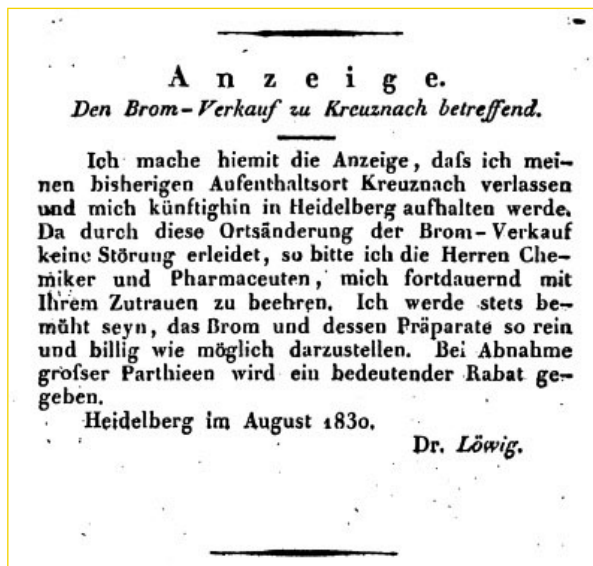 Anzeige.
Den Brom-Verkauf zu Kreuznach betreffend.
Ich mache hiemit die Anzeige, daſs ich mei-
nen bisherigen Aufenthaltsort Kreuznach verlassen
und mich künftighin in Heidelberg aufhalten werde.
Da durch diese Ortsänderung der Brom-Verkauf
keine Störung erleidet, so bitte ich die Herren Che-
miker und Pharmaceuten, mich fortdauernd mit
Ihrem Zutrauen zu beehren. Ich werde stets be-
müht seyn, das Brom und dessen Präparate so rein
und billig wie möglich darzustellen. Bei Abnahme
groſser Parthieen wird ein bedeutender Rabat ge-
geben.
Heidelberg im August 1830.
Dr. Löwig.